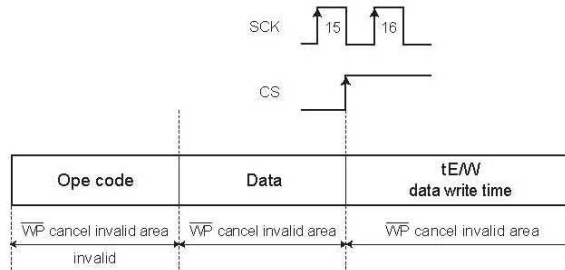 SCK
15
16
CS
Ope code
Data
tE/W
data write time
WP cancel invalid area
WP cancel invalid area
WP cancel invalid area
invalid